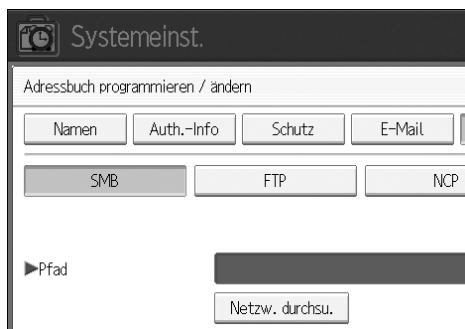 Systemeinst.
Adressbuch programmieren / ändern
Namen Auth.-Info Schutz E-Mail
SMB FTP NCP
▶Pfad
Netzw. durchsu.